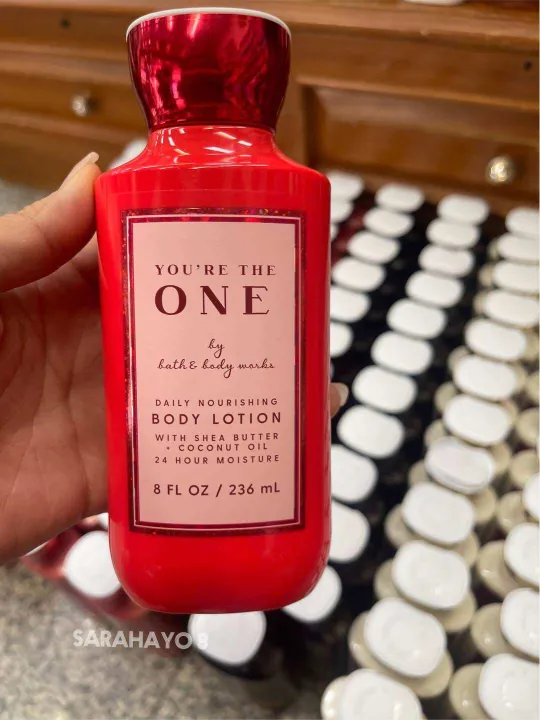 YOU'RE THE
ONE
by
bath & body works
DAILY NOURISHING
BODY LOTION
WITH SHEA BUTTER
+ COCONUT OIL
24 HOUR MOISTURE
8 FL OZ / 236 mL
SARAHAYO8